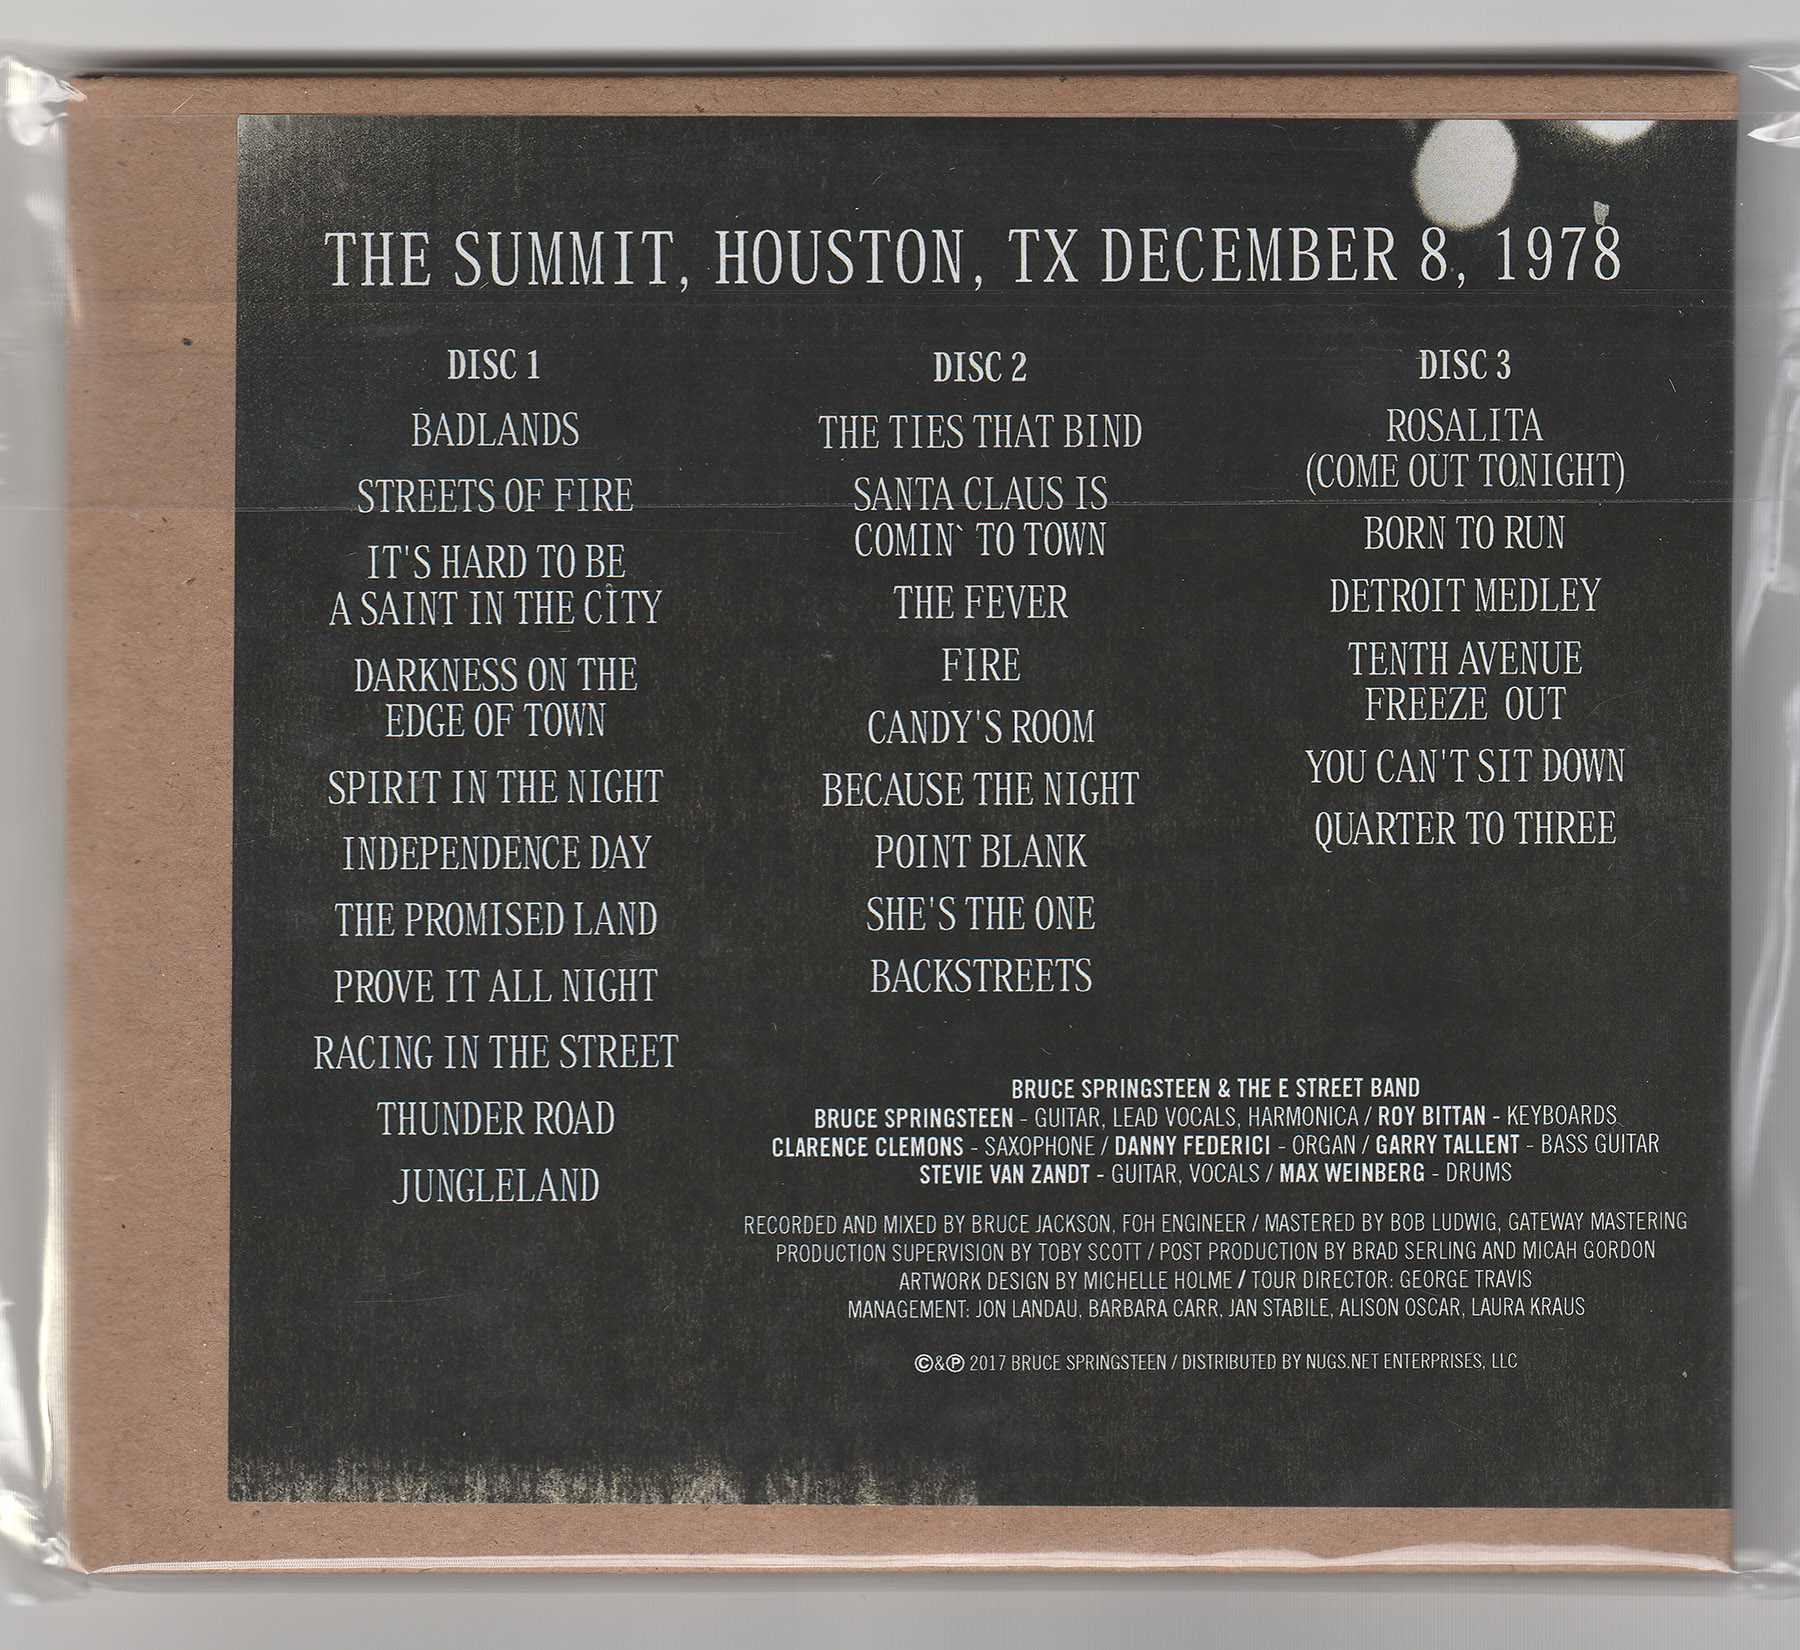 THE SUMMIT, HOUSTON, TX DECEMBER 8, 1978
DISC 1
BADLANDS
STREETS OF FIRE
IT'S HARD TO BE
A SAINT IN THE CITY
DARKNESS ON THE
EDGE OF TOWN
SPIRIT IN THE NIGHT
INDEPENDENCE DAY
THE PROMISED LAND
PROVE IT ALL NIGHT
RACING IN THE STREET
THUNDER ROAD
JUNGLELAND
DISC 2
THE TIES THAT BIND
SANTA CLAUS IS
COMIN` TO TOWN
THE FEVER
FIRE
CANDY'S ROOM
BECAUSE THE NIGHT
POINT BLANK
SHE'S THE ONE
BACKSTREETS
DISC 3
ROSALITA
(COME OUT TONIGHT)
BORN TO RUN
DETROIT MEDLEY
TENTH AVENUE
FREEZE OUT
YOU CAN'T SIT DOWN
QUARTER TO THREE
BRUCE SPRINGSTEEN & THE E STREET BAND
BRUCE SPRINGSTEEN - GUITAR, LEAD VOCALS, HARMONICA / ROY BITTAN - KEYBOARDS
CLARENCE CLEMONS - SAXOPHONE / DANNY FEDERICI - ORGAN / GARRY TALLENT - BASS GUITAR
STEVIE VAN ZANDT - GUITAR, VOCALS / MAX WEINBERG - DRUMS
RECORDED AND MIXED BY BRUCE JACKSON, FOH ENGINEER / MASTERED BY BOB LUDWIG, GATEWAY MASTERING
PRODUCTION SUPERVISION BY TOBY SCOTT / POST PRODUCTION BY BRAD SERLING AND MICAH GORDON
ARTWORK DESIGN BY MICHELLE HOLME / TOUR DIRECTOR: GEORGE TRAVIS
MANAGEMENT: JON LANDAU, BARBARA CARR, JAN STABILE, ALISON OSCAR, LAURA KRAUS
©&℗ 2017 BRUCE SPRINGSTEEN / DISTRIBUTED BY NUGS.NET ENTERPRISES, LLC